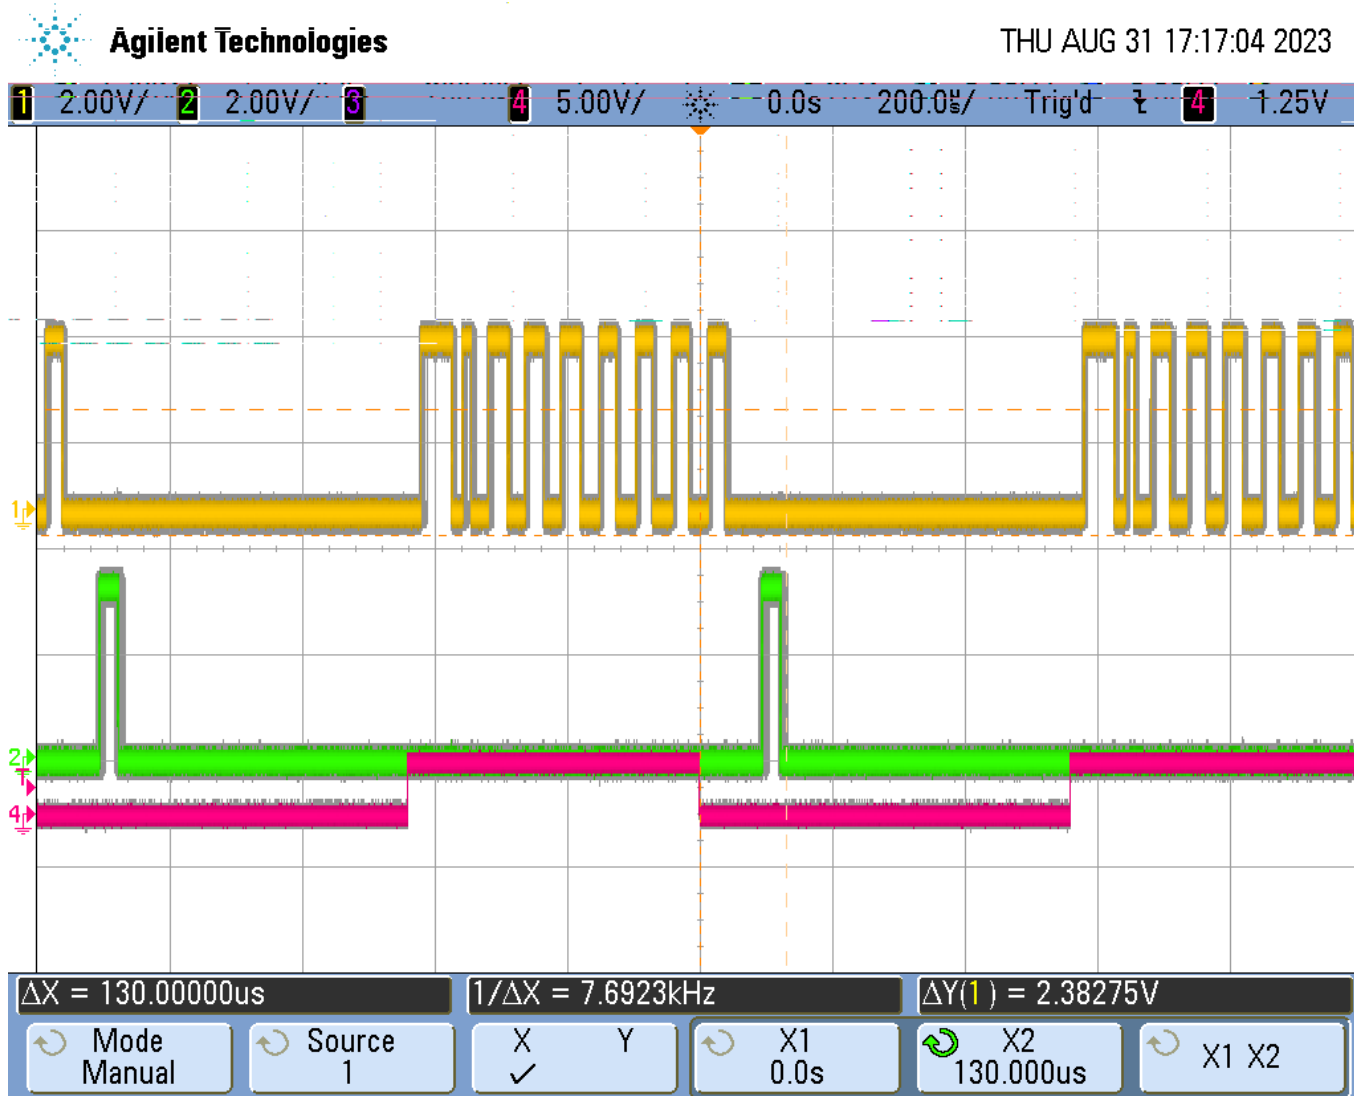 Agilent Technologies
THU AUG 31 17:17:04 2023
1 2.00V/ 2 2.00V/ 3 4 5.00V/ 0.0s 200.0us/ Trig'd 4 1.25V
1
2
T
4
ΔX = 130.00000us 1/ΔX = 7.6923kHz ΔY(1) = 2.38275V
Mode Source X Y X1 X2 X1 X2
Manual 1 ✓ 0.0s 130.000us